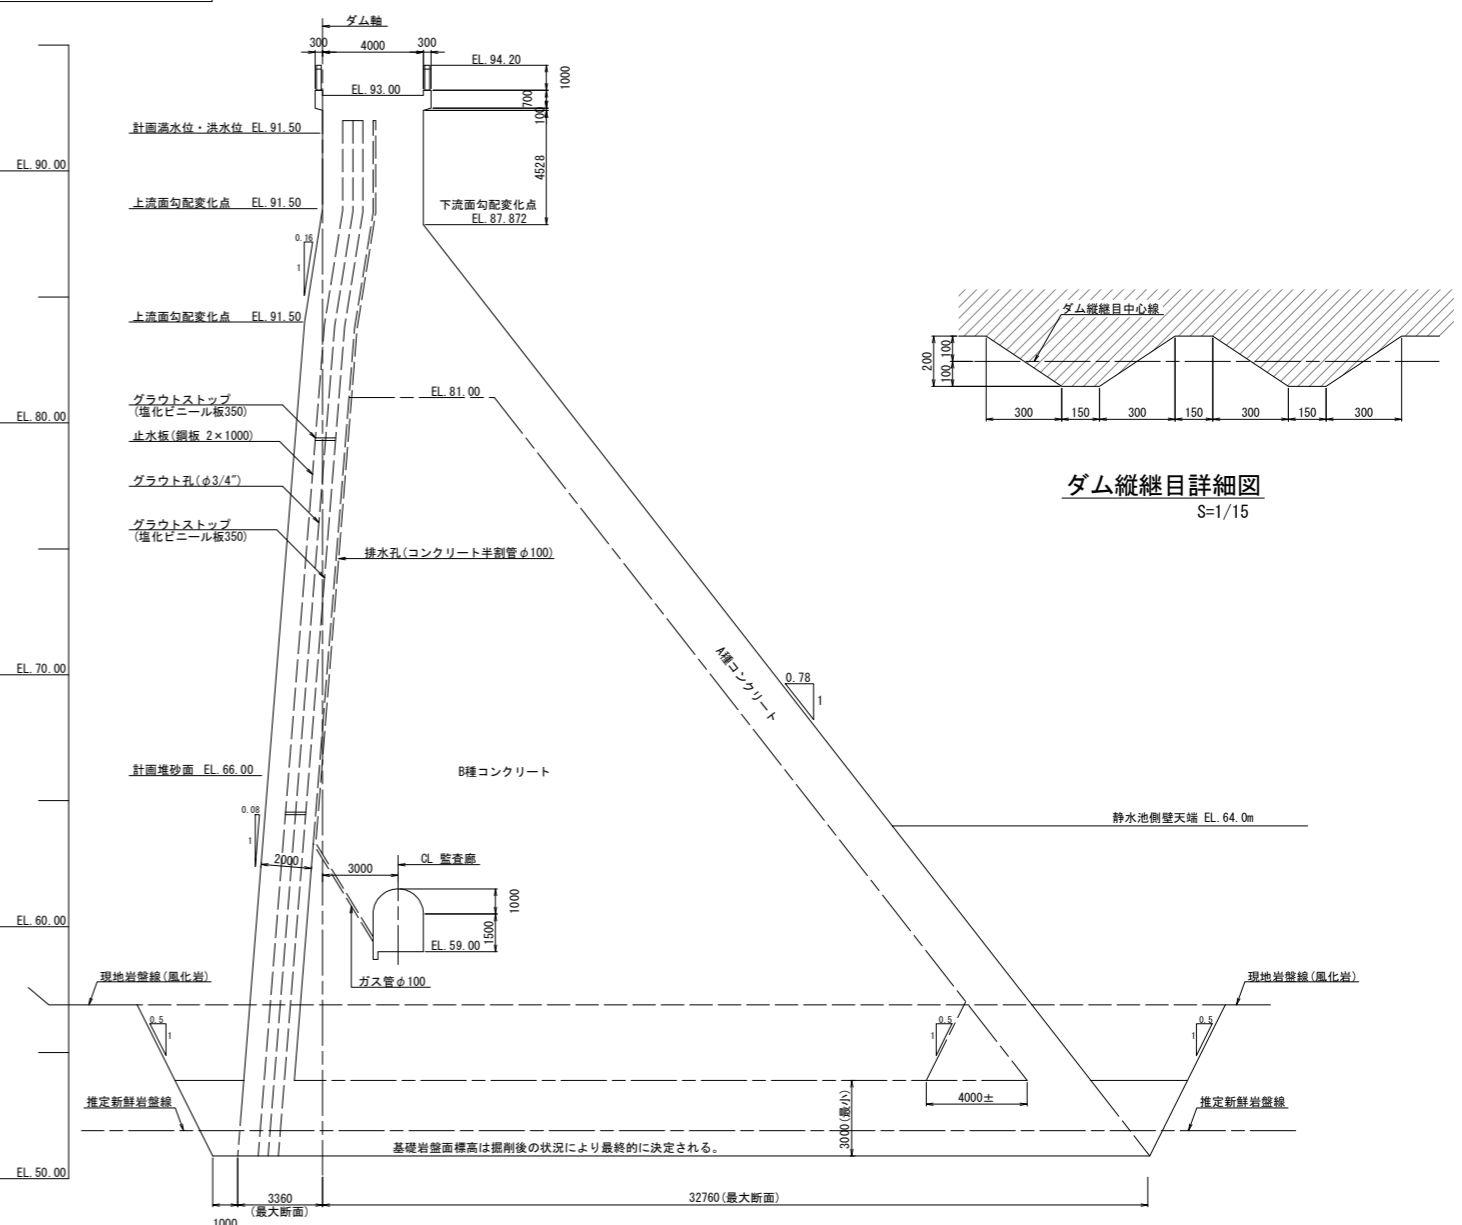 ダム軸
300
4000
300
EL.94.20
1000
EL.93.00
700
100
計画満水位・洪水位 EL.91.50
4528
EL.90.00
上流面勾配変化点 EL.91.50
下流面勾配変化点
EL.87.872
0.16
1
上流面勾配変化点 EL.91.50
ダム縦継目中心線
200
100
100
300
150
300
150
300
150
300
ダム縦継目詳細図
S=1/15
EL.81.00
グラウトストップ
(塩化ビニール板350)
EL.80.00
止水板(鋼板 2×1000)
グラウト孔(φ3/4″)
グラウトストップ
(塩化ビニール板350)
排水孔(コンクリート半割管φ100)
EL.70.00
A種コンクリート
0.78
1
計画堆砂面 EL.66.00
B種コンクリート
0.08
1
静水池側壁天端 EL.64.0m
2000
3000
CL 監査廊
1000
1500
EL.60.00
EL.59.00
ガス管φ100
現地岩盤線(風化岩)
現地岩盤線(風化岩)
0.5
1
0.5
1
0.5
1
4000±
3000(最小)
推定新鮮岩盤線
推定新鮮岩盤線
基礎岩盤面標高は掘削後の状況により最終的に決定される。
EL.50.00
3360
(最大断面)
32760(最大断面)
1000